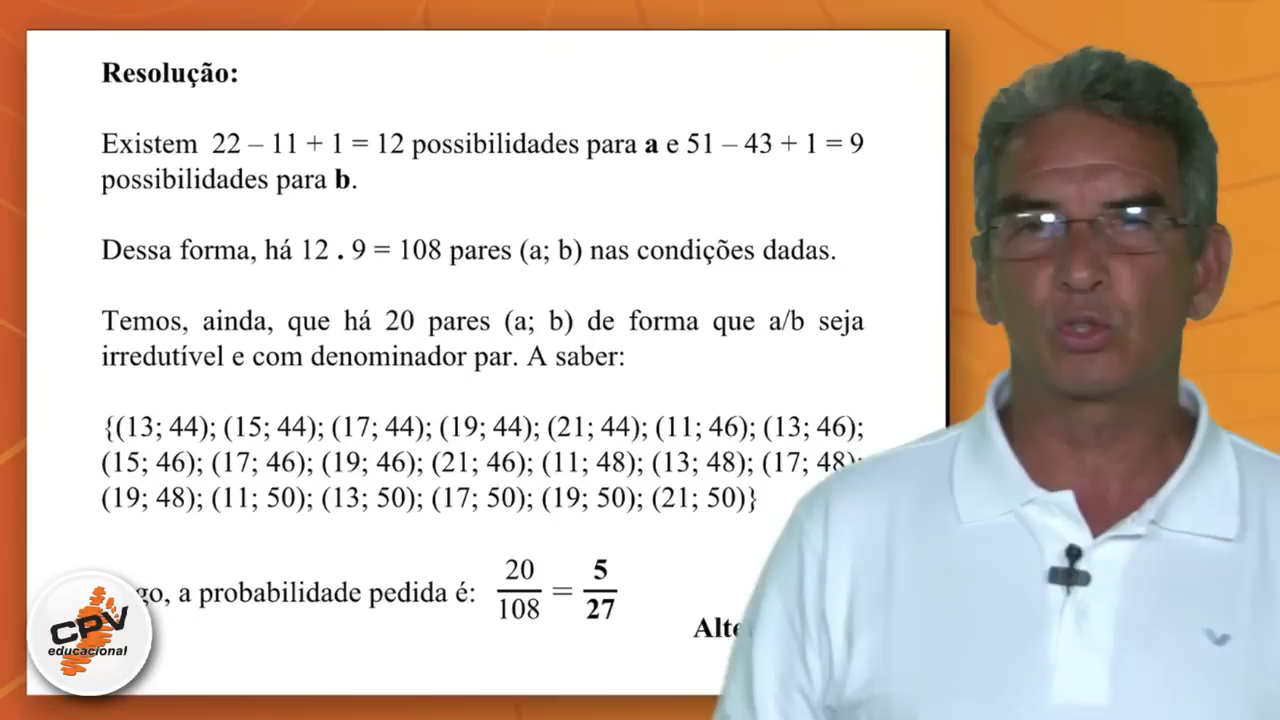 Resolução:
Existem 22 – 11 + 1 = 12 possibilidades para a e 51 – 43 + 1 = 9
possibilidades para b.
Dessa forma, há 12 . 9 = 108 pares (a; b) nas condições dadas.
Temos, ainda, que há 20 pares (a; b) de forma que a/b seja
irredutível e com denominador par. A saber:
{(13; 44); (15; 44); (17; 44); (19; 44); (21; 44); (11; 46); (13; 46);
(15; 46); (17; 46); (19; 46); (21; 46); (11; 48); (13; 48); (17; 48);
(19; 48); (11; 50); (13; 50); (17; 50); (19; 50); (21; 50)}
go, a probabilidade pedida é: 20/108 = 5/27
CPV
educacional